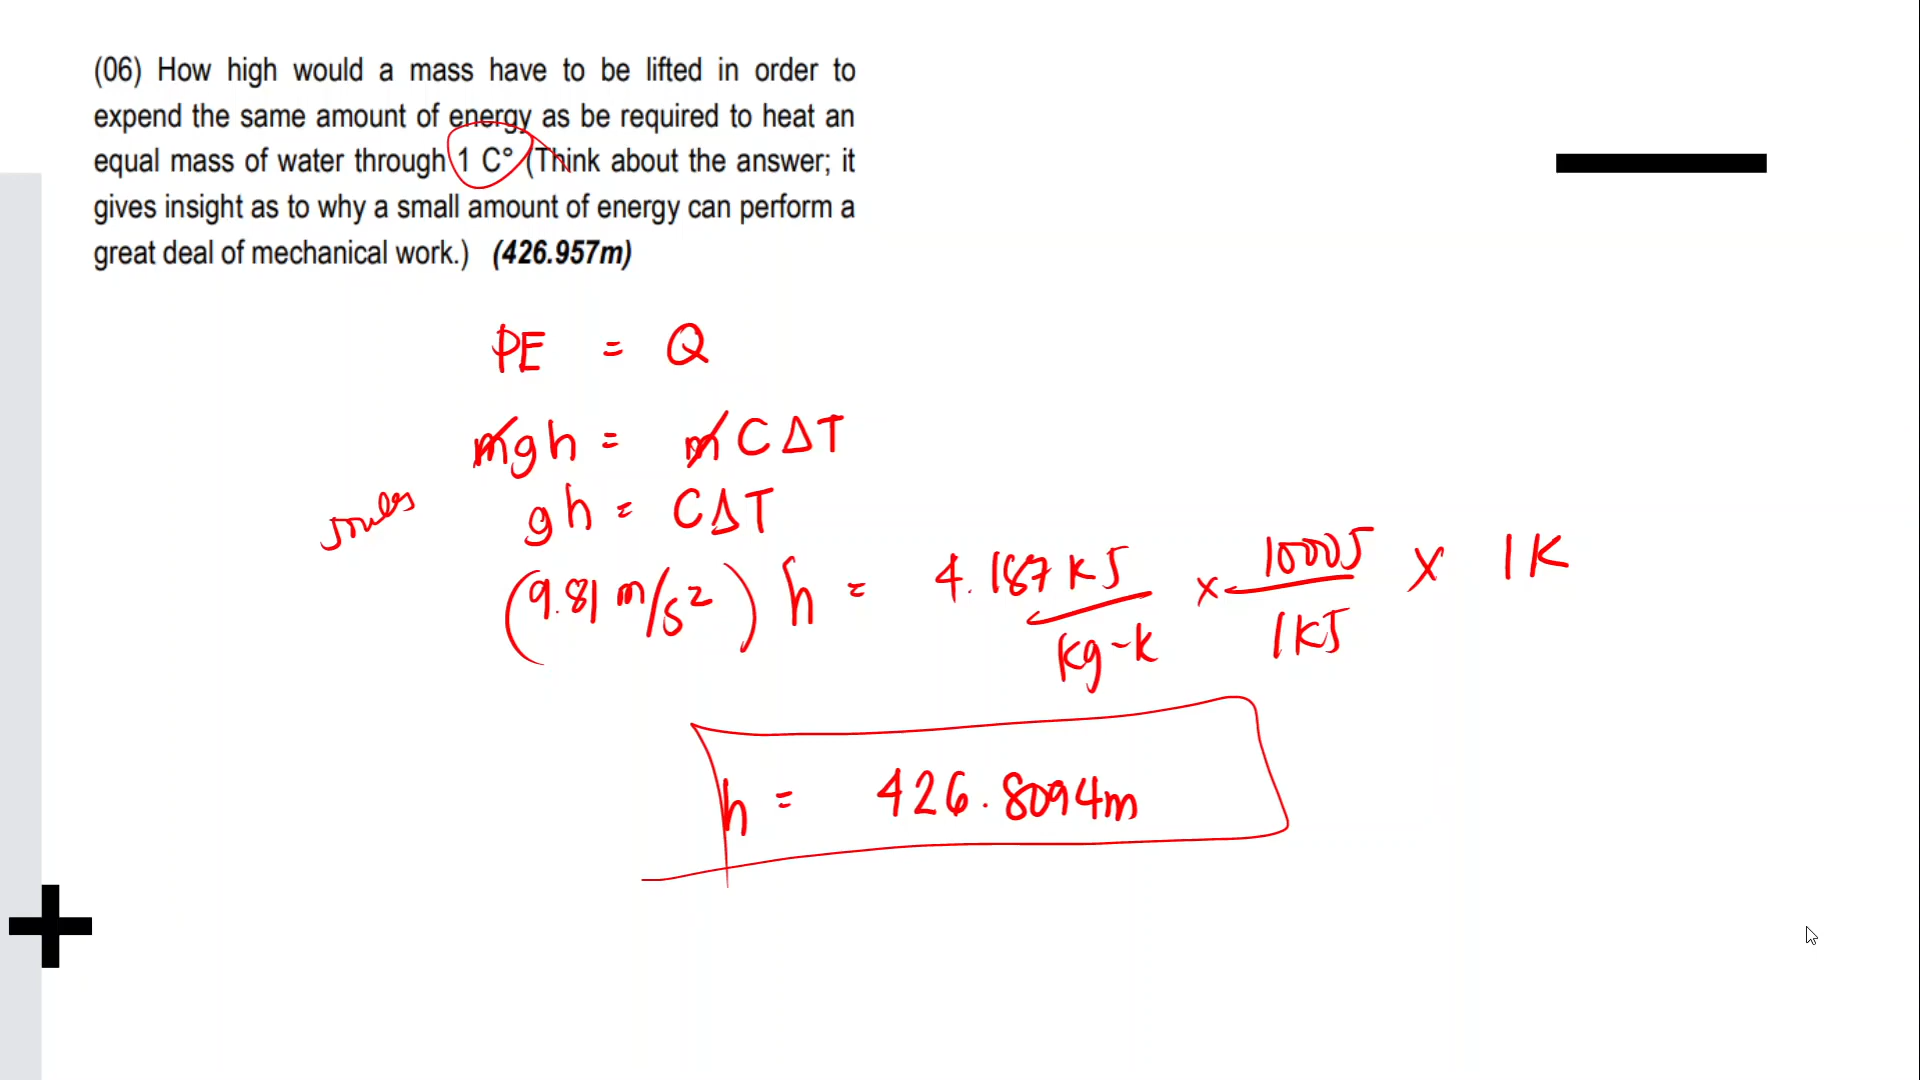 (06) How high would a mass have to be lifted in order to
expend the same amount of energy as be required to heat an
equal mass of water through 1 C° (Think about the answer; it
gives insight as to why a small amount of energy can perform a
great deal of mechanical work.) (426.957m)
PE = Q
mgh = mCΔT
Joules
gh = CΔT
(9.81 m/s²) h = 4.187 KJ / kg-K × 1000J / 1KJ × 1K
h = 426.8094m